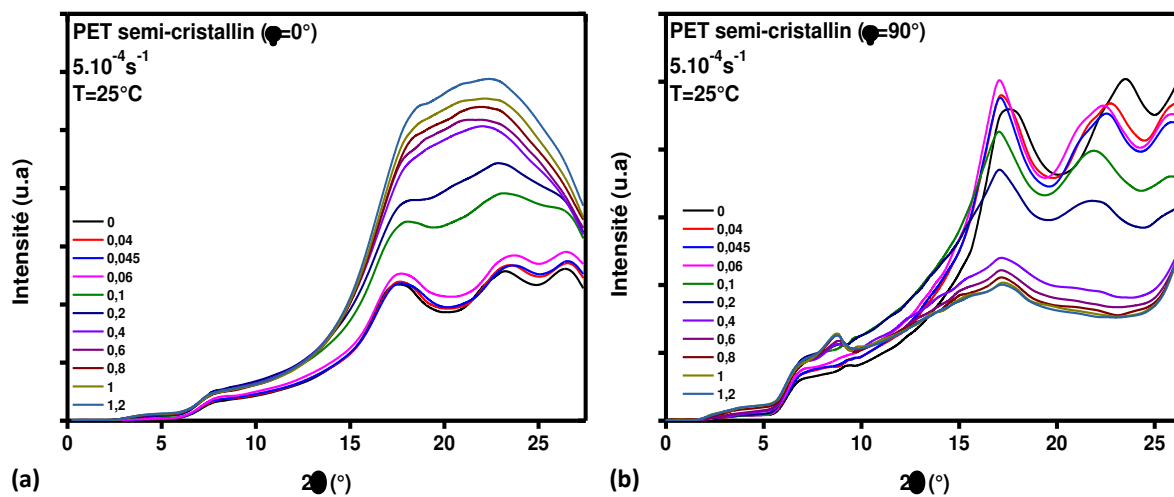 PET semi-cristallin (=0°)
5.10⁻⁴s⁻¹
T=25°C
Intensité (u.a)
0
0,04
0,045
0,06
0,1
0,2
0,4
0,6
0,8
1
1,2
0 5 10 15 20 25
(a)
2 (°)
PET semi-cristallin (=90°)
5.10⁻⁴s⁻¹
T=25°C
Intensité (u.a)
0
0,04
0,045
0,06
0,1
0,2
0,4
0,6
0,8
1
1,2
0 5 10 15 20 25
(b)
2 (°)